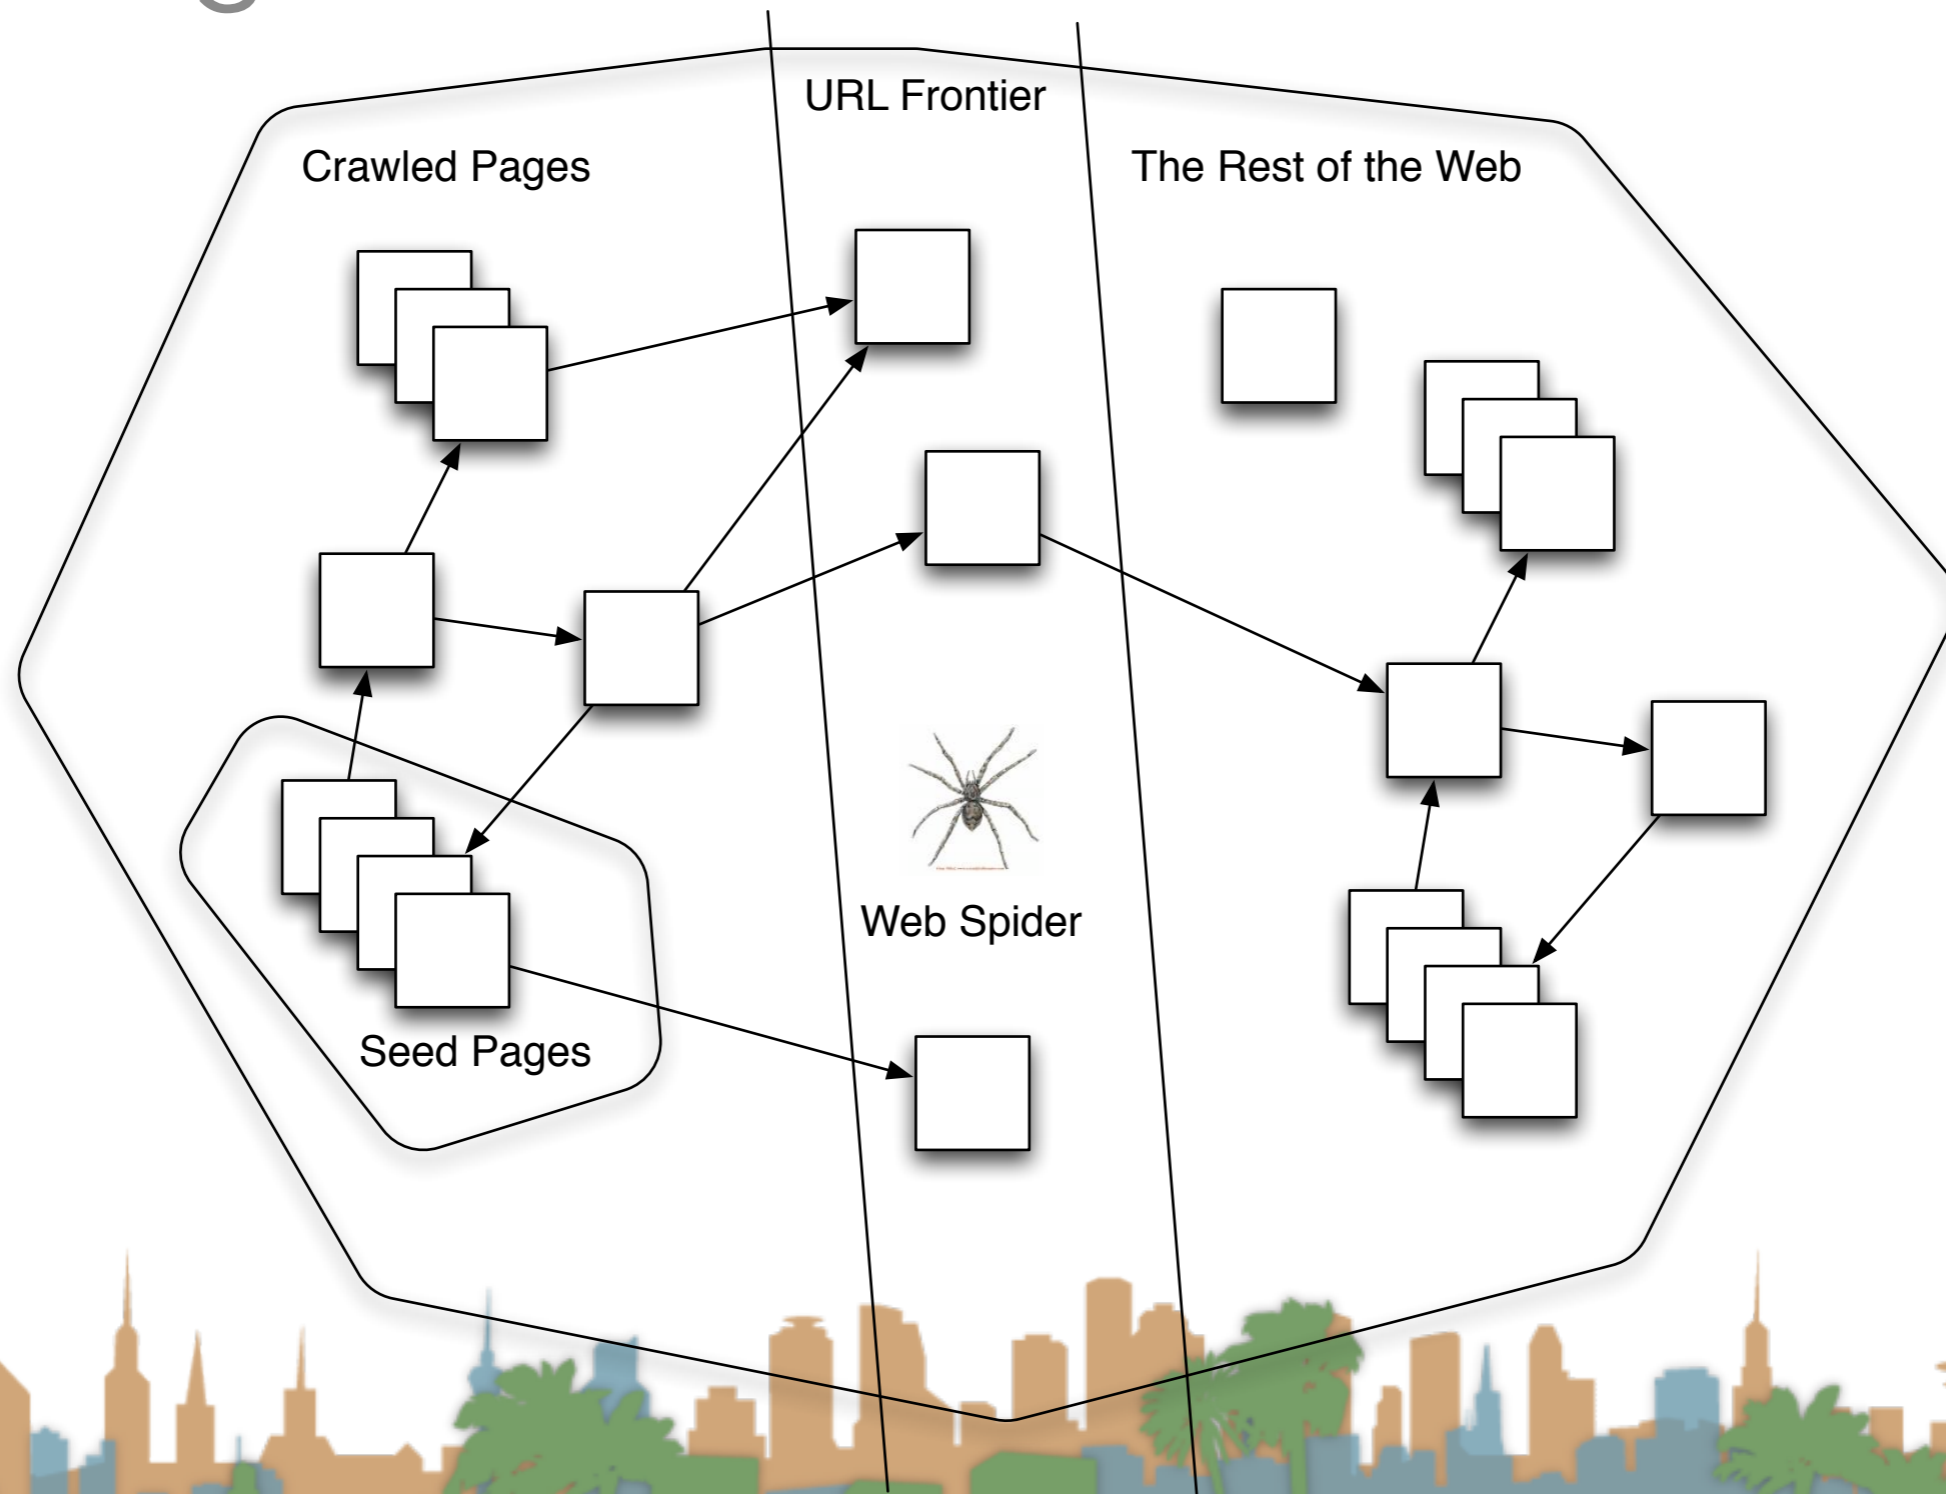 URL Frontier
Crawled Pages
The Rest of the Web
Web Spider
Seed Pages